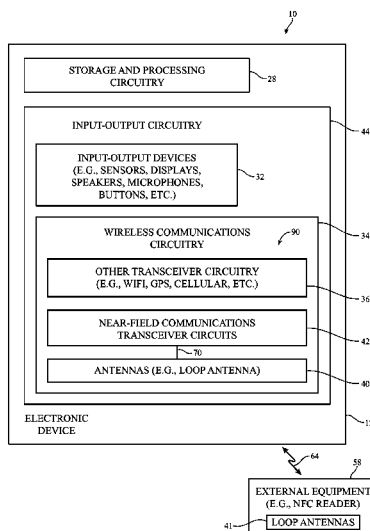 10
STORAGE AND PROCESSING
CIRCUITRY
28
INPUT-OUTPUT CIRCUITRY
44
INPUT-OUTPUT DEVICES
(E.G., SENSORS, DISPLAYS,
SPEAKERS, MICROPHONES,
BUTTONS, ETC.)
32
WIRELESS COMMUNICATIONS
CIRCUITRY
90
34
OTHER TRANSCEIVER CIRCUITRY
(E.G., WIFI, GPS, CELLULAR, ETC.)
36
NEAR-FIELD COMMUNICATIONS
TRANSCEIVER CIRCUITS
42
70
ANTENNAS (E.G., LOOP ANTENNA)
40
ELECTRONIC
DEVICE
64
58
EXTERNAL EQUIPMENT
(E.G., NFC READER)
41
LOOP ANTENNAS